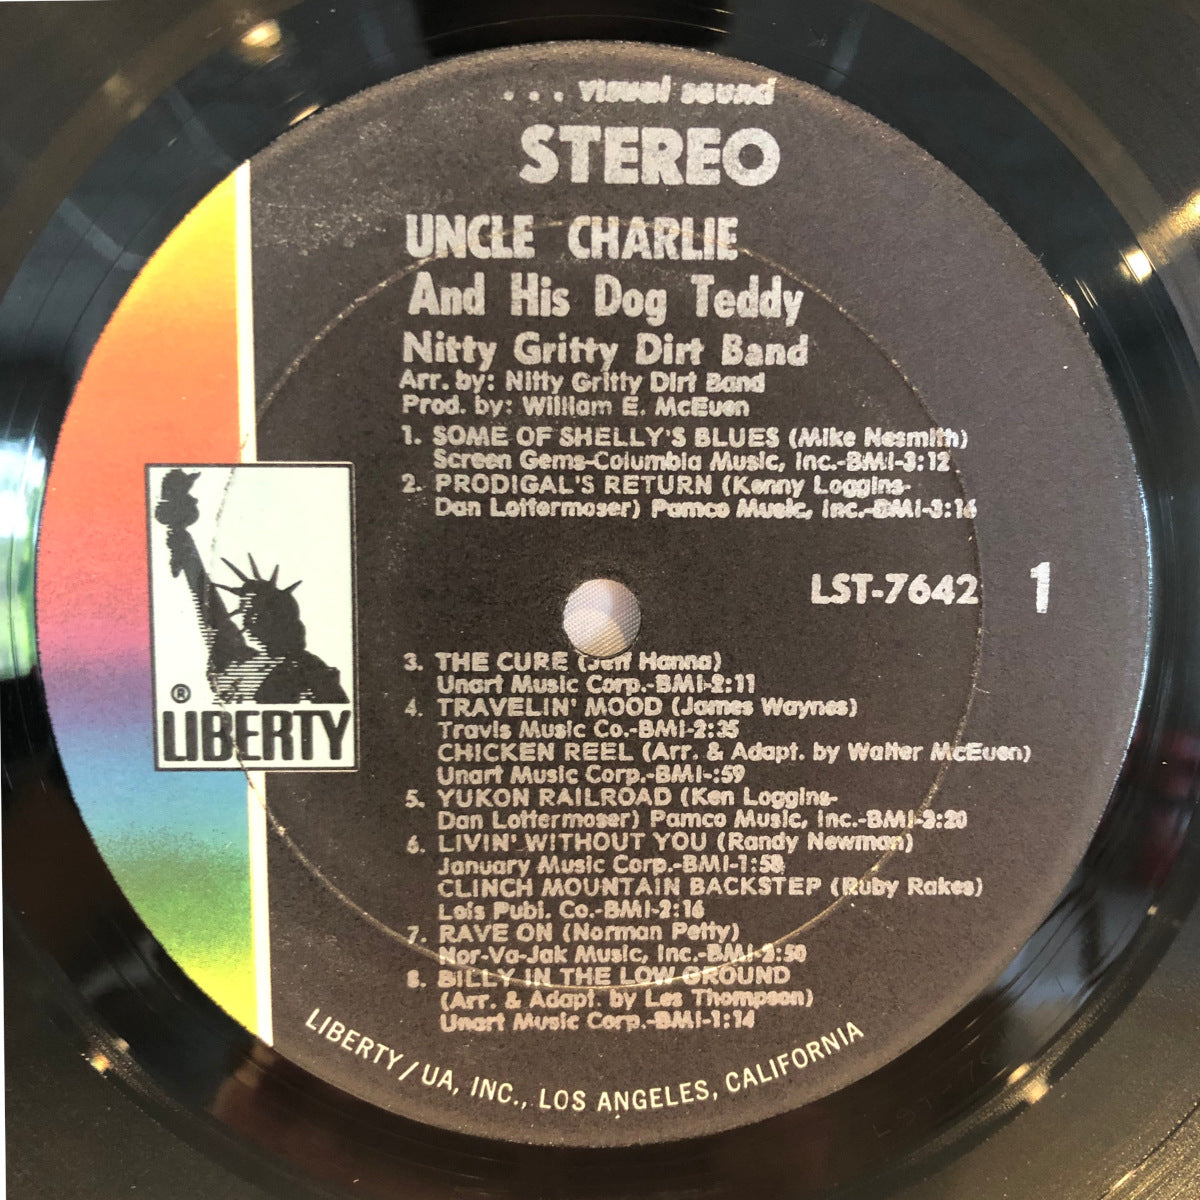 ... visual sound
STEREO
UNCLE CHARLIE
And His Dog Teddy
Nitty Gritty Dirt Band
Arr. by: Nitty Gritty Dirt Band
Prod. by: William E. McEuen
1. SOME OF SHELLY'S BLUES (Mike Nesmith)
Screen Gems-Columbia Music, Inc.-BMI-3:12
2. PRODIGAL'S RETURN (Kenny Loggins-
Dan Lottermoser) Pamco Music, Inc.-BMI-3:16
LST-7642 1
3. THE CURE (Jeff Hanna)
Unart Music Corp.-BMI-2:11
4. TRAVELIN' MOOD (James Waynes)
Travis Music Co.-BMI-2:35
CHICKEN REEL (Arr. & Adapt. by Walter McEuen)
Unart Music Corp.-BMI-:59
5. YUKON RAILROAD (Ken Loggins-
Dan Lottermoser) Pamco Music, Inc.-BMI-2:20
6. LIVIN' WITHOUT YOU (Randy Newman)
January Music Corp.-BMI-1:58
CLINCH MOUNTAIN BACKSTEP (Ruby Rakes)
Lois Publ. Co.-BMI-2:16
7. RAVE ON (Norman Petty)
Nor-Va-Jak Music, Inc.-BMI-2:50
8. BILLY IN THE LOW GROUND
(Arr. & Adapt. by Les Thompson)
Unart Music Corp.-BMI-1:14
®
LIBERTY
LIBERTY/UA, INC., LOS ANGELES, CALIFORNIA